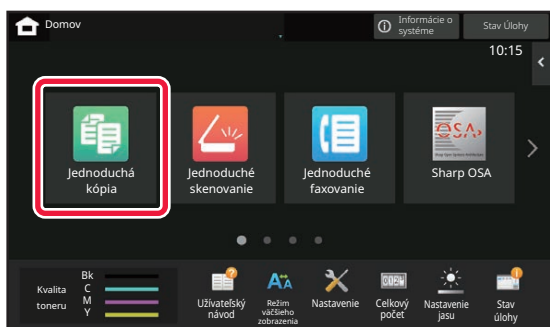 Domov
Informácie o
systéme
Stav Úlohy
10:15
Jednoduchá
kópia
Jednoduché
skenovanie
Jednoduché
faxovanie
OSA
Sharp OSA
Kvalita
toneru
Bk
C
M
Y
Užívateľský
návod
Režim
väčšieho
zobrazenia
Nastavenie
Celkový
počet
Nastavenie
jasu
Stav
úlohy